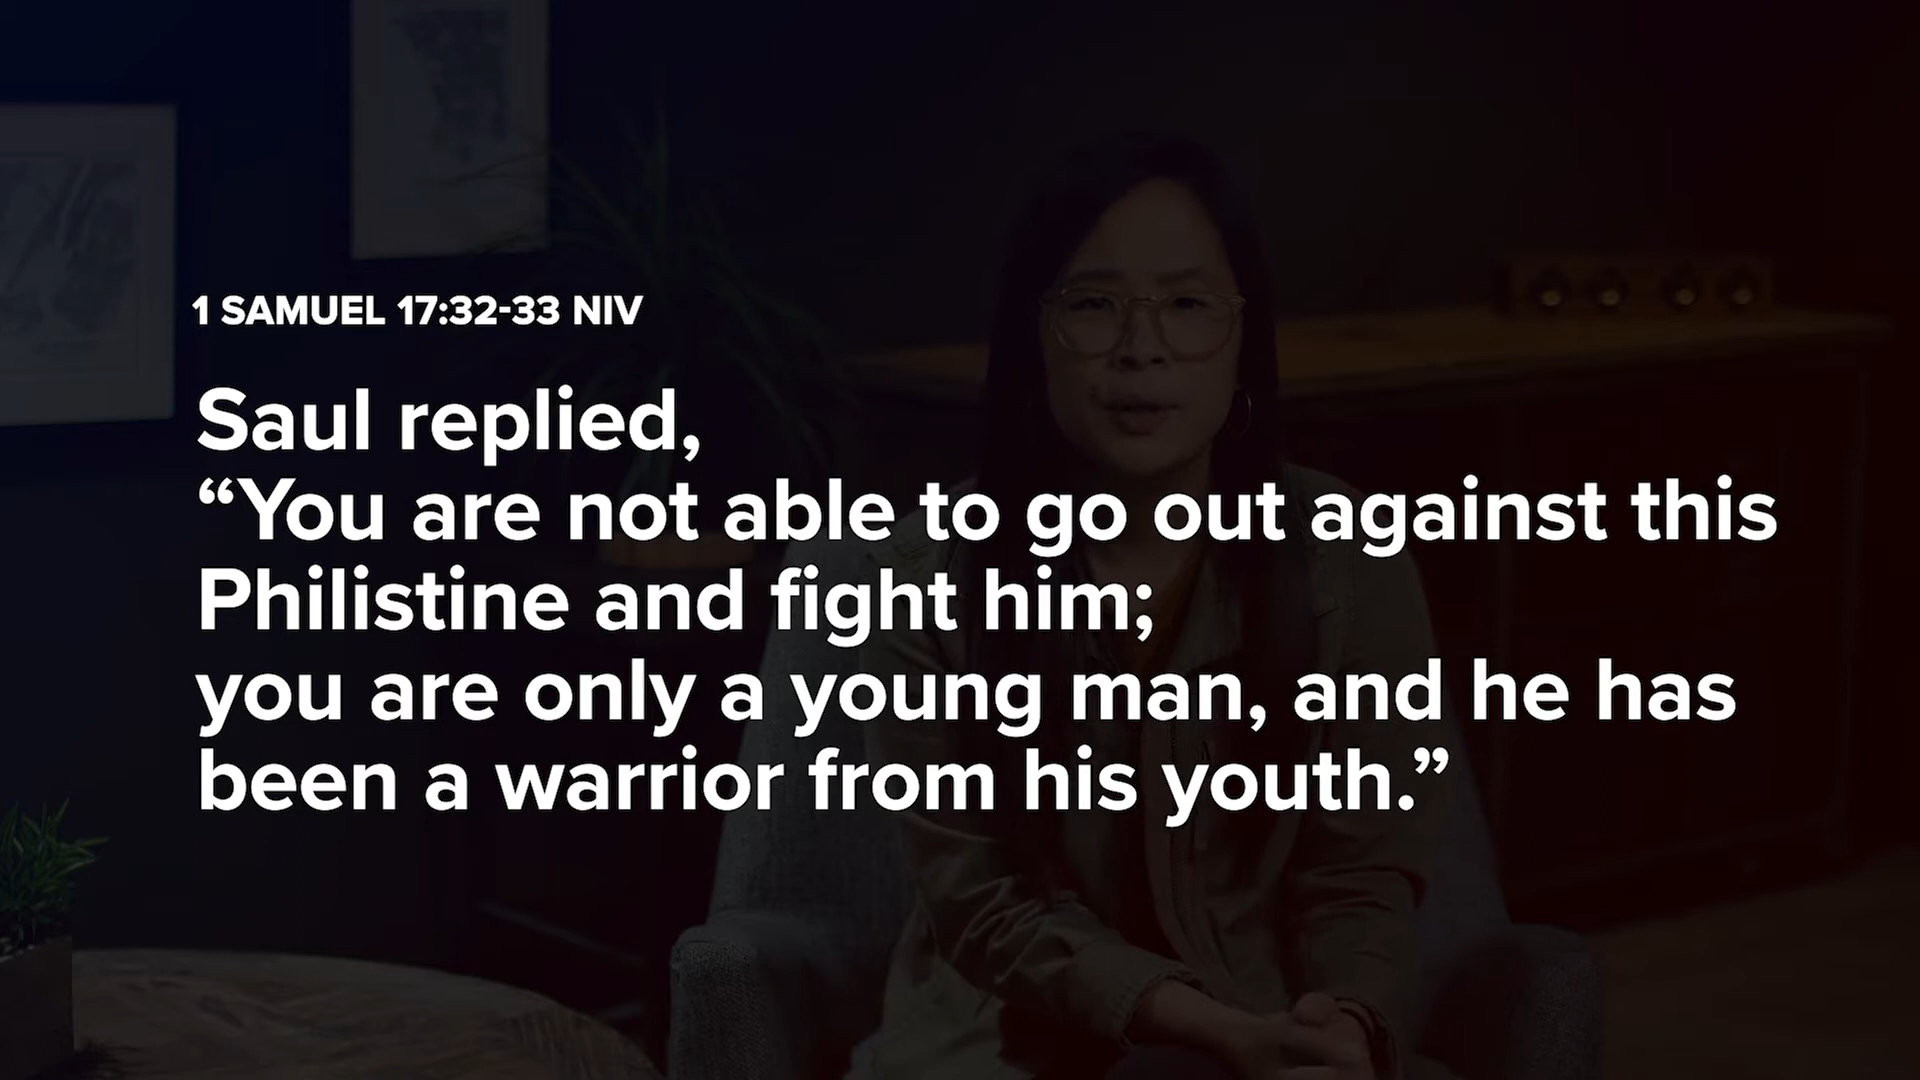 1 SAMUEL 17:32-33 NIV
Saul replied,
“You are not able to go out against this
Philistine and fight him;
you are only a young man, and he has
been a warrior from his youth.”